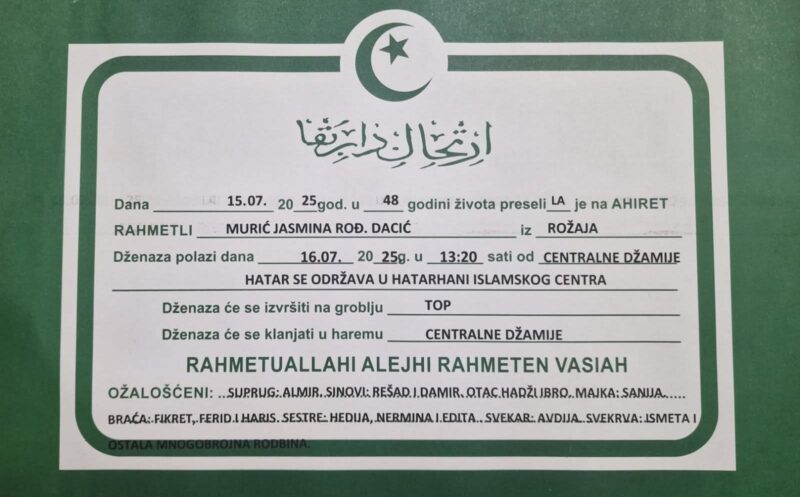 ارتحال دار بقا
Dana 15.07. 20 25 god. u 48 godini života preseli LA je na AHIRET
RAHMETLI MURIĆ JASMINA ROĐ. DACIĆ iz ROŽAJA
Dženaza polazi dana 16.07. 20 25 g. u 13:20 sati od CENTRALNE DŽAMIJE
HATAR SE ODRŽAVA U HATARHANI ISLAMSKOG CENTRA
Dženaza će se izvršiti na groblju TOP
Dženaza će se klanjati u haremu CENTRALNE DŽAMIJE
RAHMETUALLAHI ALEJHI RAHMETEN VASIAH
OŽALOŠĆENI: SUPRUG: ALMIR. SINOVI: REŠAD I DAMIR. OTAC HADŽI IBRO. MAJKA: SANIJA.
BRAĆA: FIKRET, FERID I HARIS. SESTRE: HEDIJA, NERMINA I EDITA. SVEKAR: AVDIJA. SVEKRVA: ISMETA I
OSTALA MNOGOBROJNA RODBINA.